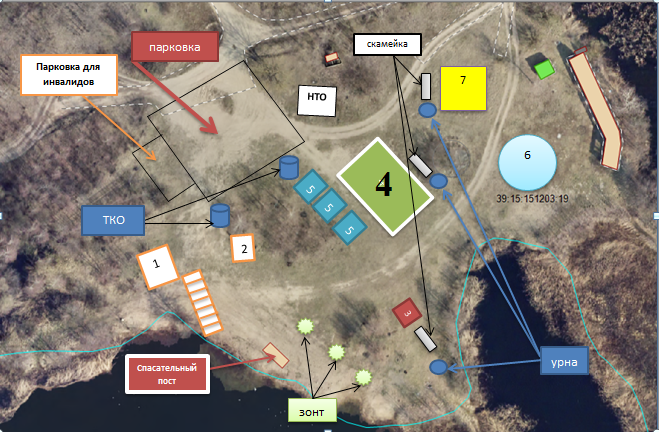 парковка
скамейка
Парковка для
инвалидов
НТО
7
4
6
39:15:151203:19
5
5
5
ТКО
1
2
3
Спасательный
пост
зонт
урна